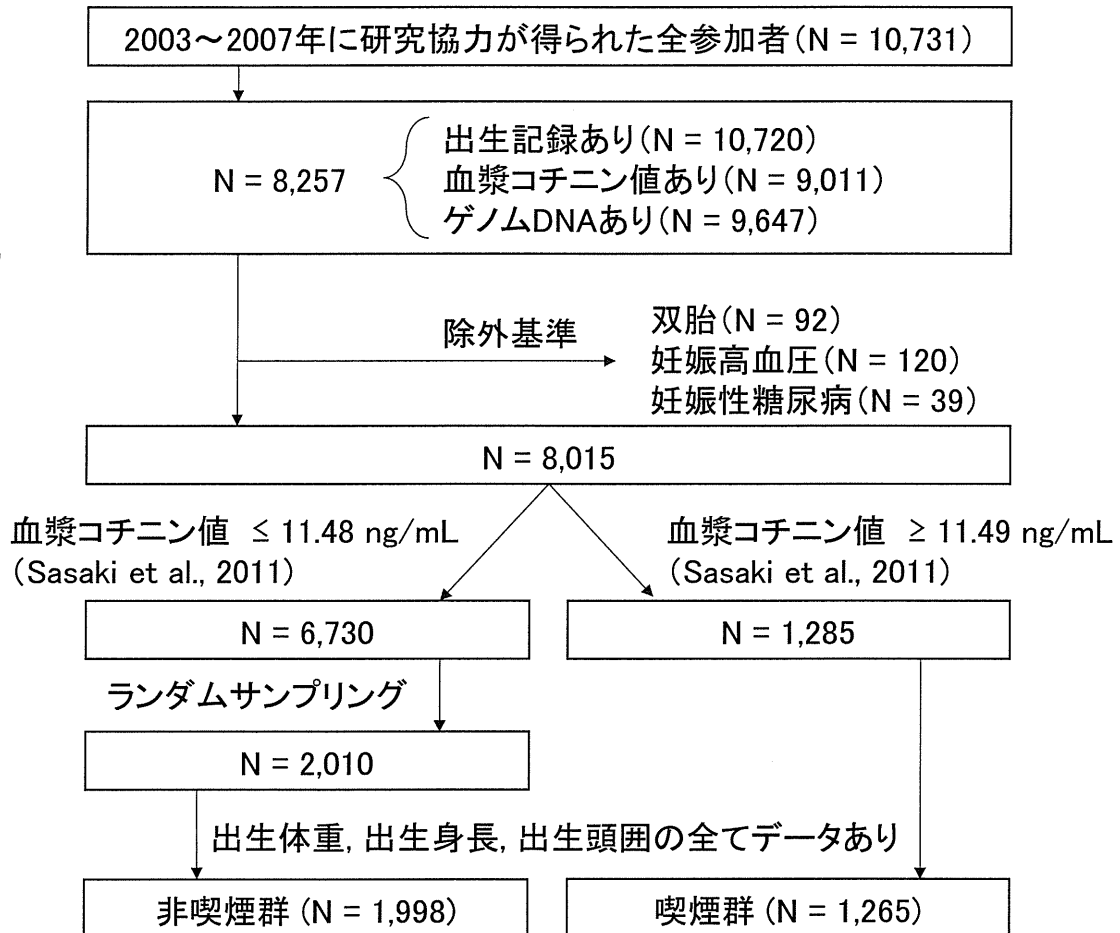 2003～2007年に研究協力が得られた全参加者(N = 10,731)
N = 8,257
出生記録あり(N = 10,720)
血漿コチニン値あり(N = 9,011)
ゲノムDNAあり(N = 9,647)
除外基準
双胎(N = 92)
妊娠高血圧(N = 120)
妊娠性糖尿病(N = 39)
N = 8,015
血漿コチニン値 ≤ 11.48 ng/mL
(Sasaki et al., 2011)
血漿コチニン値 ≥ 11.49 ng/mL
(Sasaki et al., 2011)
N = 6,730
N = 1,285
ランダムサンプリング
N = 2,010
出生体重, 出生身長, 出生頭囲の全てデータあり
非喫煙群 (N = 1,998)
喫煙群 (N = 1,265)